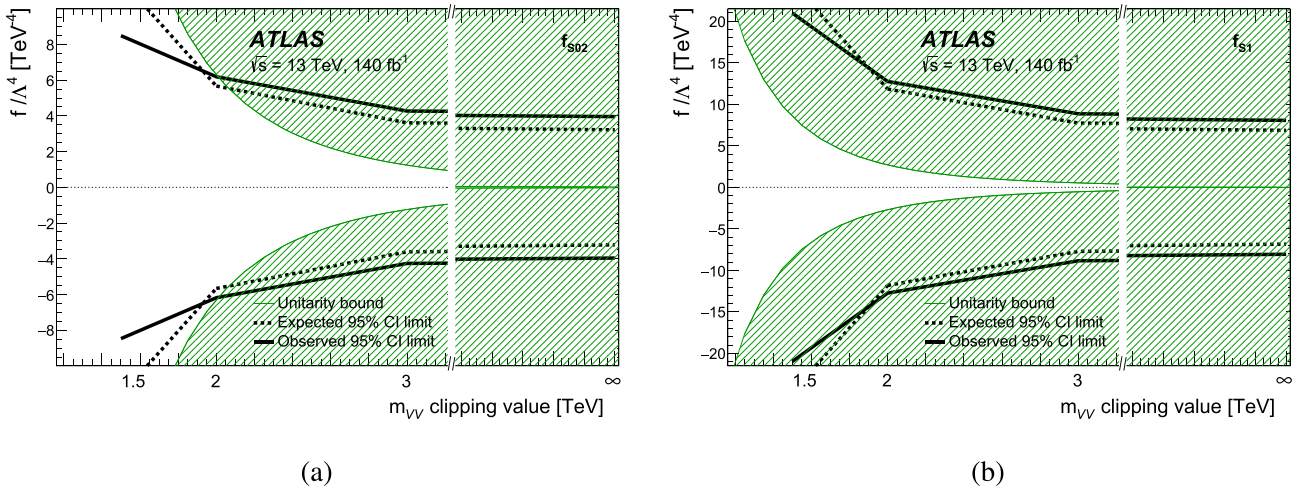 f /Λ⁴ [TeV⁻⁴]
8
6
4
2
0
−2
−4
−6
−8
ATLAS
√s = 13 TeV, 140 fb⁻¹
f_S02
Unitarity bound
Expected 95% CI limit
Observed 95% CI limit
1.5 2 3 ∞
m_VV clipping value [TeV]
(a)
f /Λ⁴ [TeV⁻⁴]
20
15
10
5
0
−5
−10
−15
−20
ATLAS
√s = 13 TeV, 140 fb⁻¹
f_S1
Unitarity bound
Expected 95% CI limit
Observed 95% CI limit
1.5 2 3 ∞
m_VV clipping value [TeV]
(b)